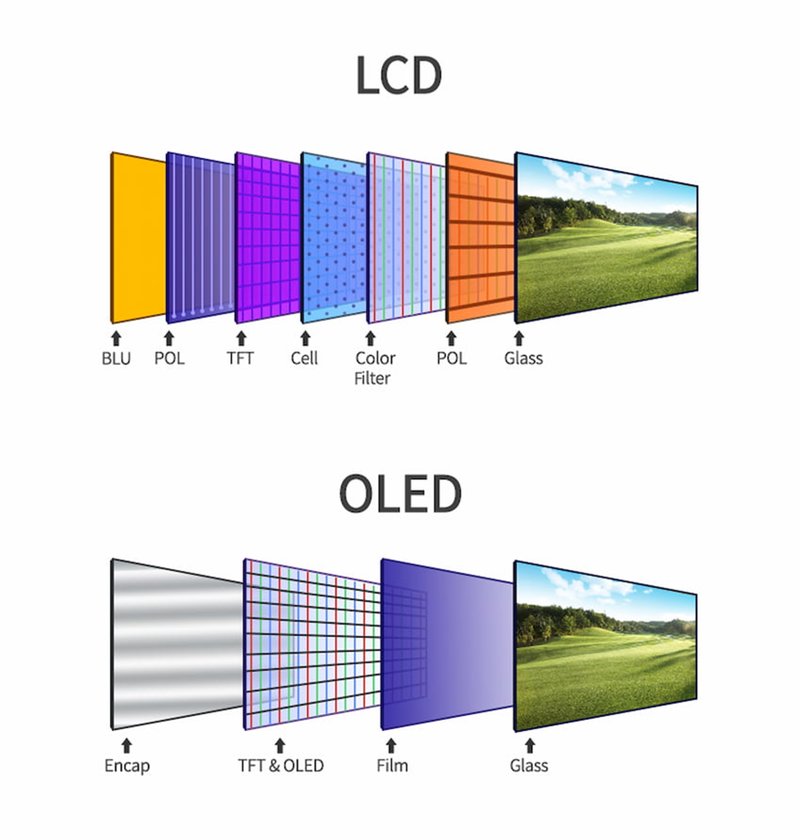 LCD
BLU POL TFT Cell Color POL Glass
Filter
OLED
Encap TFT & OLED Film Glass